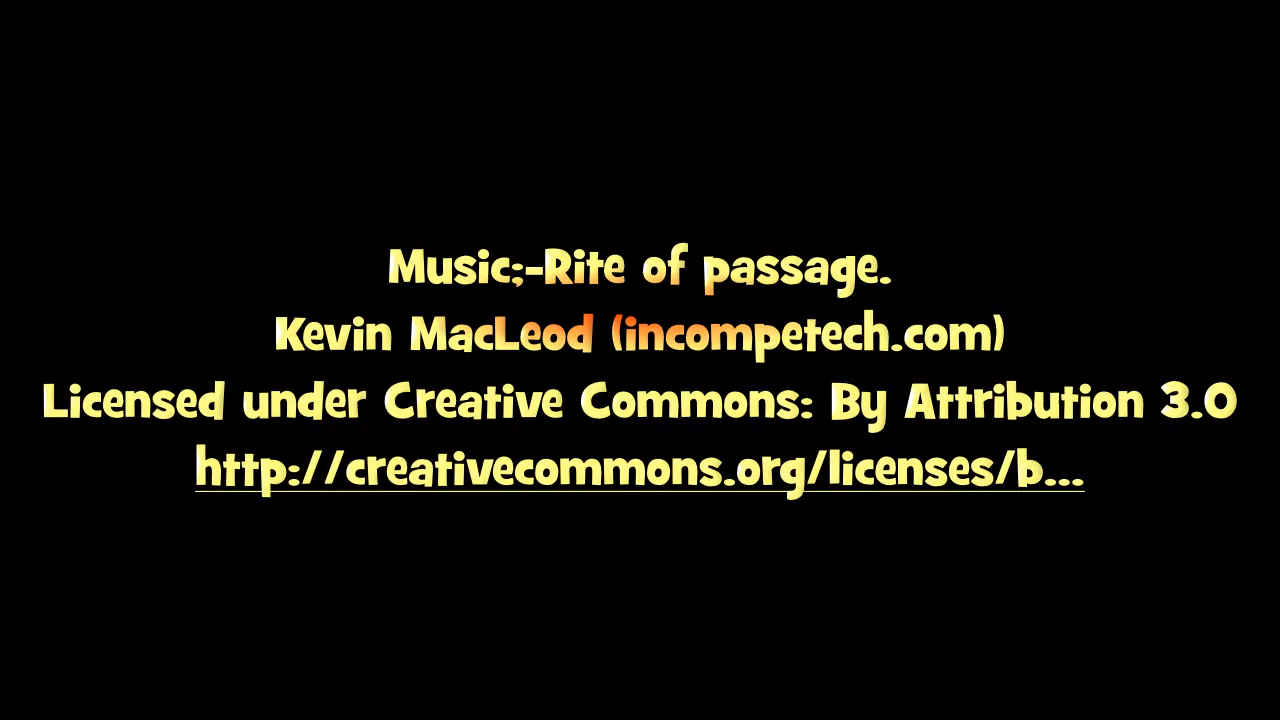 Music;-Rite of passage.
Kevin MacLeod (incompetech.com)
Licensed under Creative Commons: By Attribution 3.0
http://creativecommons.org/licenses/b...